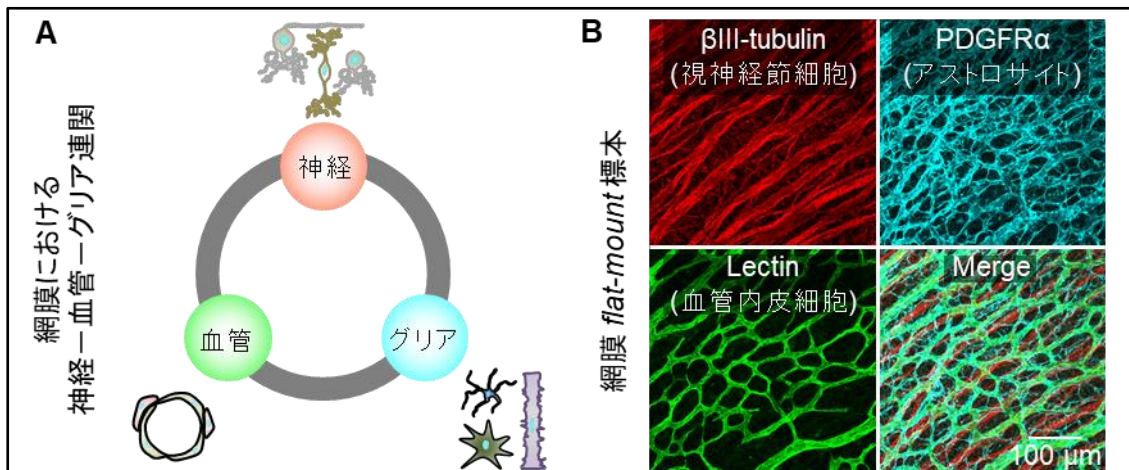 A
網膜における
神経ー血管ーグリア連関
神経
血管
グリア
B
網膜 flat-mount 標本
βIII-tubulin
(視神経節細胞)
PDGFRα
(アストロサイト)
Lectin
(血管内皮細胞)
Merge
100 μm